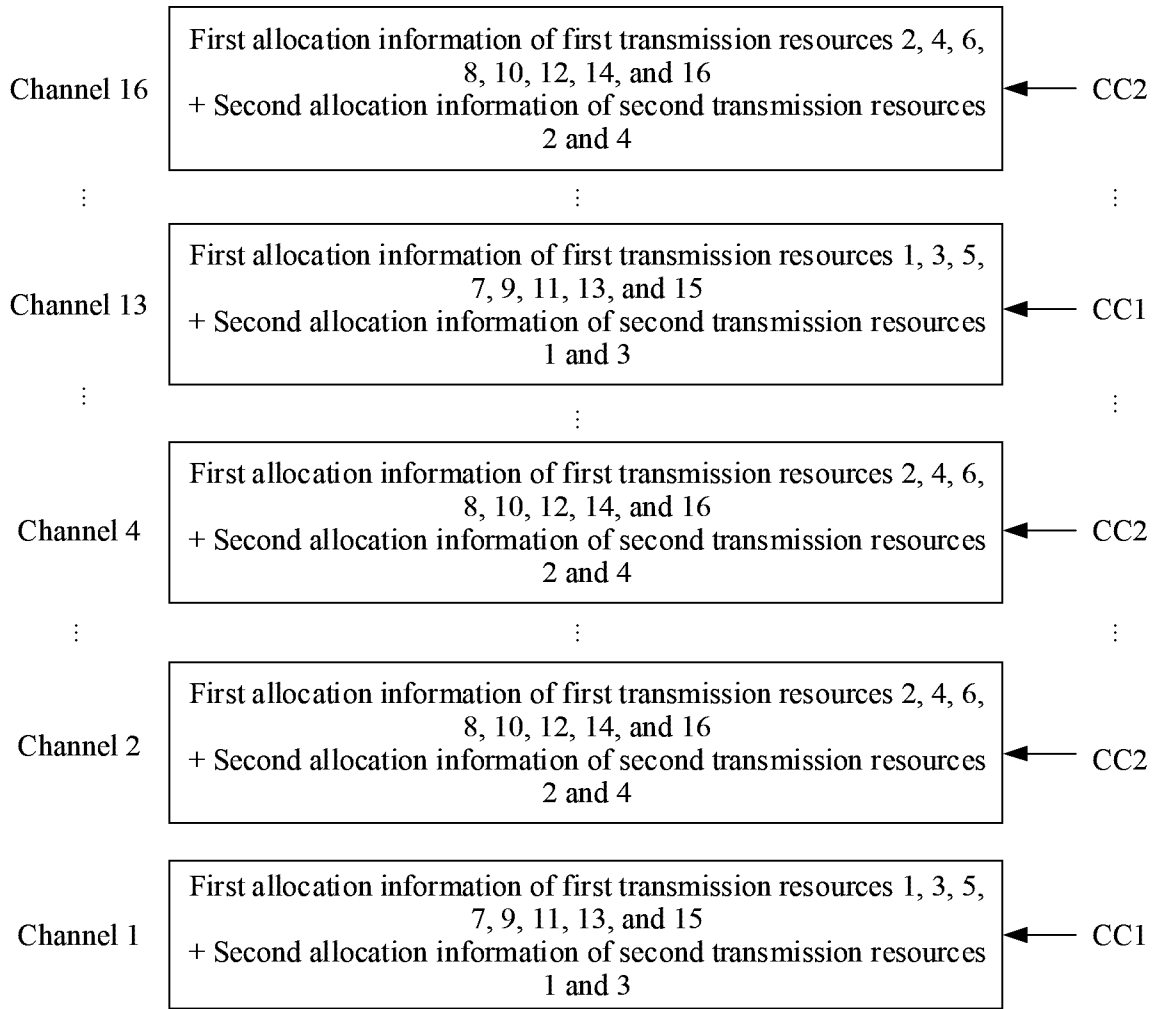 First allocation information of first transmission resources 2, 4, 6,
8, 10, 12, 14, and 16
+ Second allocation information of second transmission resources
2 and 4
Channel 16
CC2
⋮ ⋮ ⋮
First allocation information of first transmission resources 1, 3, 5,
7, 9, 11, 13, and 15
+ Second allocation information of second transmission resources
1 and 3
Channel 13
CC1
⋮ ⋮ ⋮
First allocation information of first transmission resources 2, 4, 6,
8, 10, 12, 14, and 16
+ Second allocation information of second transmission resources
2 and 4
Channel 4
CC2
⋮ ⋮ ⋮
First allocation information of first transmission resources 2, 4, 6,
8, 10, 12, 14, and 16
+ Second allocation information of second transmission resources
2 and 4
Channel 2
CC2
First allocation information of first transmission resources 1, 3, 5,
7, 9, 11, 13, and 15
+ Second allocation information of second transmission resources
1 and 3
Channel 1
CC1